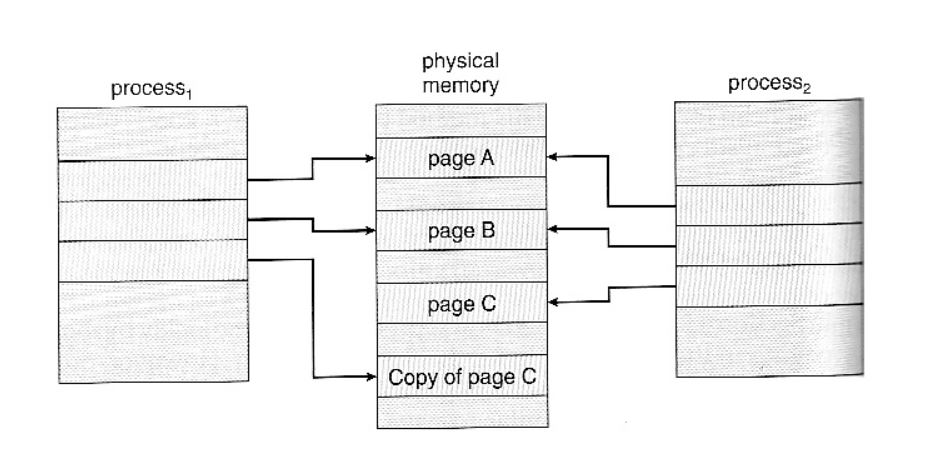 process₁
physical
memory
process₂
page A
page B
page C
Copy of page C